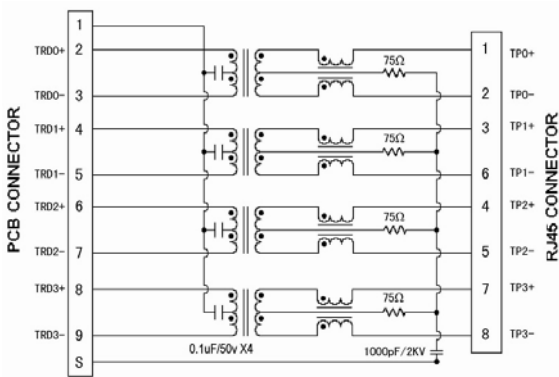 PCB CONNECTOR
1
TRD0+ 2
TRD0- 3
TRD1+ 4
TRD1- 5
TRD2+ 6
TRD2- 7
TRD3+ 8
TRD3- 9
S
75Ω
75Ω
75Ω
75Ω
0.1uF/50v X4
1000pF/2KV
1 TP0+
2 TP0-
3 TP1+
6 TP1-
4 TP2+
5 TP2-
7 TP3+
8 TP3-
RJ45 CONNECTOR